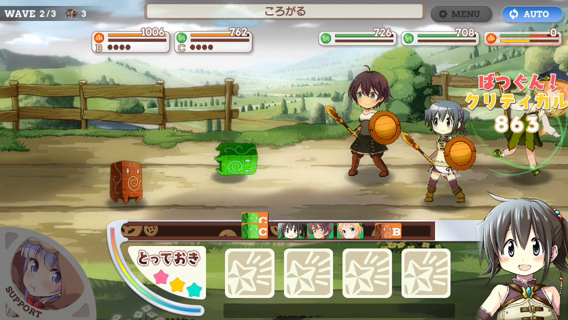 WAVE 2/3 3
ころがる
MENU
AUTO
1006
B
762
C
726
708
0
ばつぐん!
クリティカル
863
C
C
B
とっておき
SUPPORT